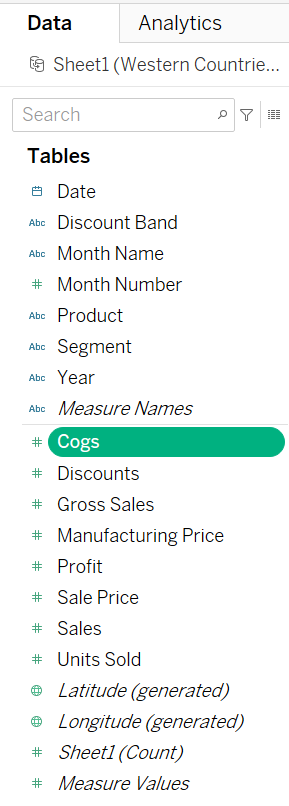 Data Analytics
Sheet1 (Western Countrie...
Search
Tables
Date
Abc Discount Band
Abc Month Name
# Month Number
Abc Product
Abc Segment
Abc Year
Abc Measure Names
# Cogs
# Discounts
# Gross Sales
# Manufacturing Price
# Profit
# Sale Price
# Sales
# Units Sold
Latitude (generated)
Longitude (generated)
# Sheet1 (Count)
# Measure Values